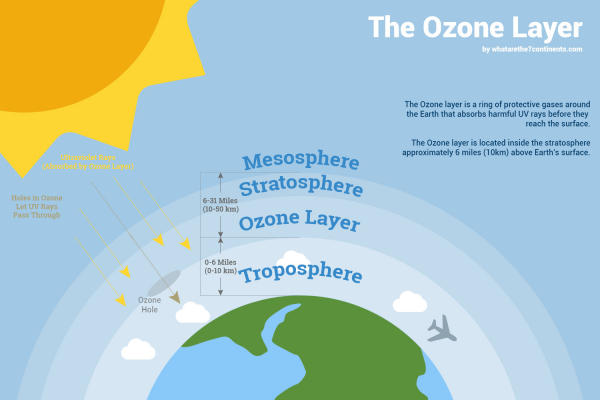 The Ozone Layer
by whatarethe7continents.com
The Ozone layer is a ring of protective gases around
the Earth that absorbs harmful UV rays before they
reach the surface.
The Ozone layer is located inside the stratosphere
approximately 6 miles (10km) above Earth's surface.
Ultraviolet Rays
(Absorbed by Ozone Layer)
Holes in Ozone
Let UV Rays
Pass Through
Mesosphere
Stratosphere
6-31 Miles
(10-50 km)
Ozone Layer
0-6 Miles
(0-10 km)
Troposphere
Ozone
Hole